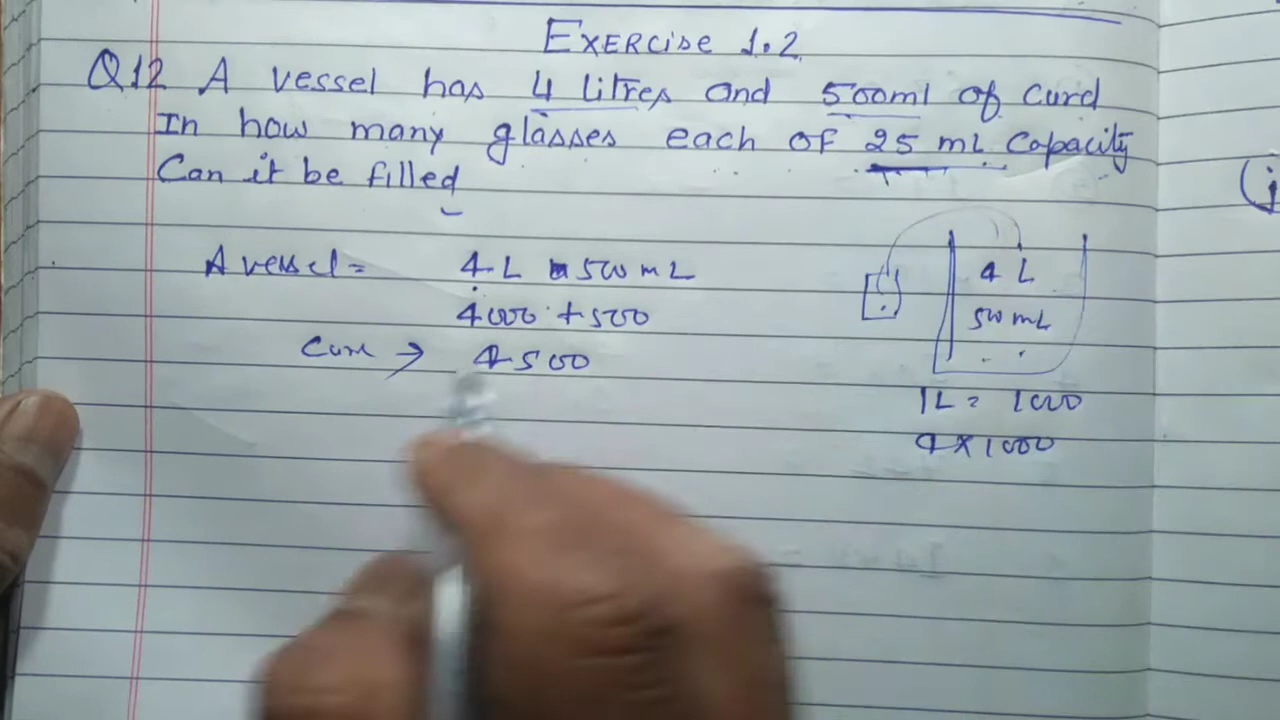 Exercise 1.2
Q12 A vessel has 4 litres and 500ml of curd
In how many glasses each of 25 mL Capacity
Can it be filled
A vessel = 4 L 500 mL
4000 + 500
4500
4 L
500 mL
1L = 1000
4 x 1000
(i